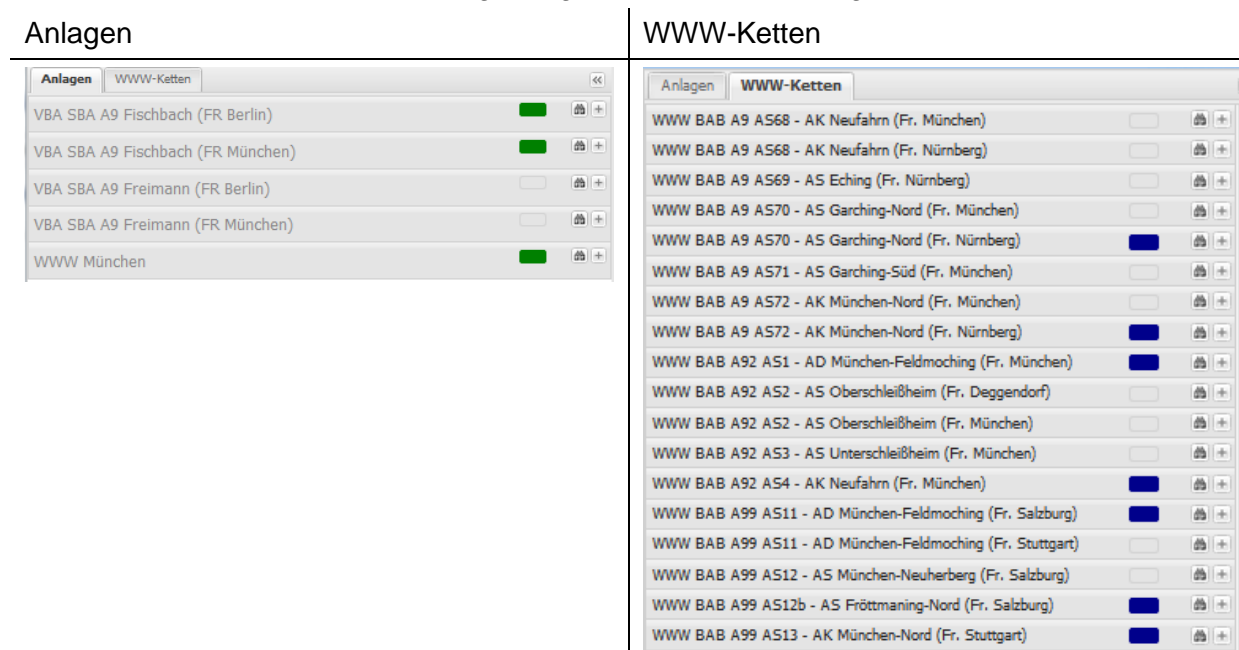 Anlagen
WWW-Ketten
Anlagen WWW-Ketten
VBA SBA A9 Fischbach (FR Berlin)
VBA SBA A9 Fischbach (FR München)
VBA SBA A9 Freimann (FR Berlin)
VBA SBA A9 Freimann (FR München)
WWW München
Anlagen WWW-Ketten
WWW BAB A9 AS68 - AK Neufahrn (Fr. München)
WWW BAB A9 AS68 - AK Neufahrn (Fr. Nürnberg)
WWW BAB A9 AS69 - AS Eching (Fr. Nürnberg)
WWW BAB A9 AS70 - AS Garching-Nord (Fr. München)
WWW BAB A9 AS70 - AS Garching-Nord (Fr. Nürnberg)
WWW BAB A9 AS71 - AS Garching-Süd (Fr. München)
WWW BAB A9 AS72 - AK München-Nord (Fr. München)
WWW BAB A9 AS72 - AK München-Nord (Fr. Nürnberg)
WWW BAB A92 AS1 - AD München-Feldmoching (Fr. München)
WWW BAB A92 AS2 - AS Oberschleißheim (Fr. Deggendorf)
WWW BAB A92 AS2 - AS Oberschleißheim (Fr. München)
WWW BAB A92 AS3 - AS Unterschleißheim (Fr. München)
WWW BAB A92 AS4 - AK Neufahrn (Fr. München)
WWW BAB A99 AS11 - AD München-Feldmoching (Fr. Salzburg)
WWW BAB A99 AS11 - AD München-Feldmoching (Fr. Stuttgart)
WWW BAB A99 AS12 - AS München-Neuherberg (Fr. Salzburg)
WWW BAB A99 AS12b - AS Fröttmaning-Nord (Fr. Salzburg)
WWW BAB A99 AS13 - AK München-Nord (Fr. Stuttgart)